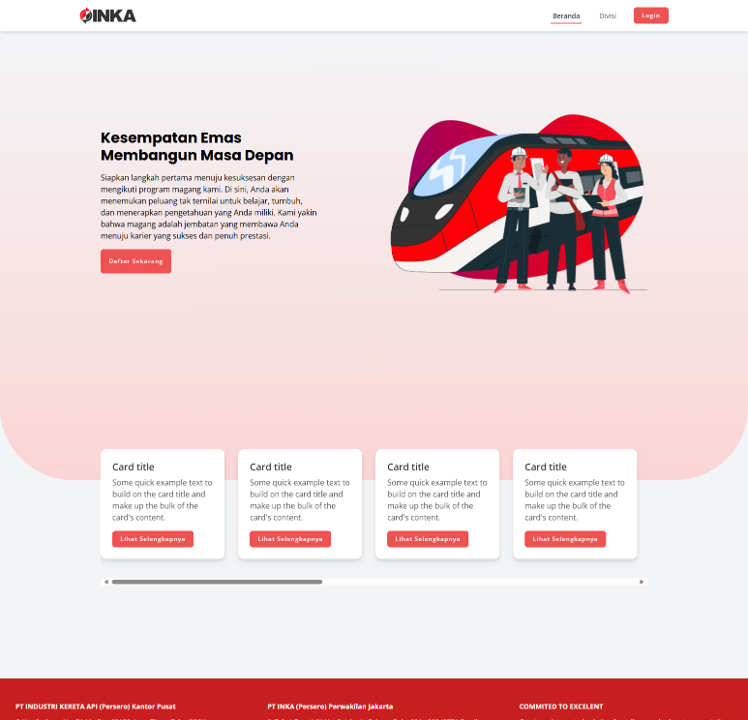 INKA
Beranda
Divisi
Login
Kesempatan Emas
Membangun Masa Depan
Siapkan langkah pertama menuju kesuksesan dengan
mengikuti program magang kami. Di sini, Anda akan
menemukan peluang tak ternilai untuk belajar, tumbuh,
dan menerapkan pengetahuan yang Anda miliki. Kami yakin
bahwa magang adalah jembatan yang membawa Anda
menuju karier yang sukses dan penuh prestasi.
Daftar Sekarang
Card title
Some quick example text to
build on the card title and
make up the bulk of the
card's content.
Lihat Selengkapnya
Card title
Some quick example text to
build on the card title and
make up the bulk of the
card's content.
Lihat Selengkapnya
Card title
Some quick example text to
build on the card title and
make up the bulk of the
card's content.
Lihat Selengkapnya
Card title
Some quick example text to
build on the card title and
make up the bulk of the
card's content.
Lihat Selengkapnya
PT INDUSTRI KERETA API (Persero) Kantor Pusat
PT INKA (Persero) Perwakilan Jakarta
COMMITED TO EXCELENT